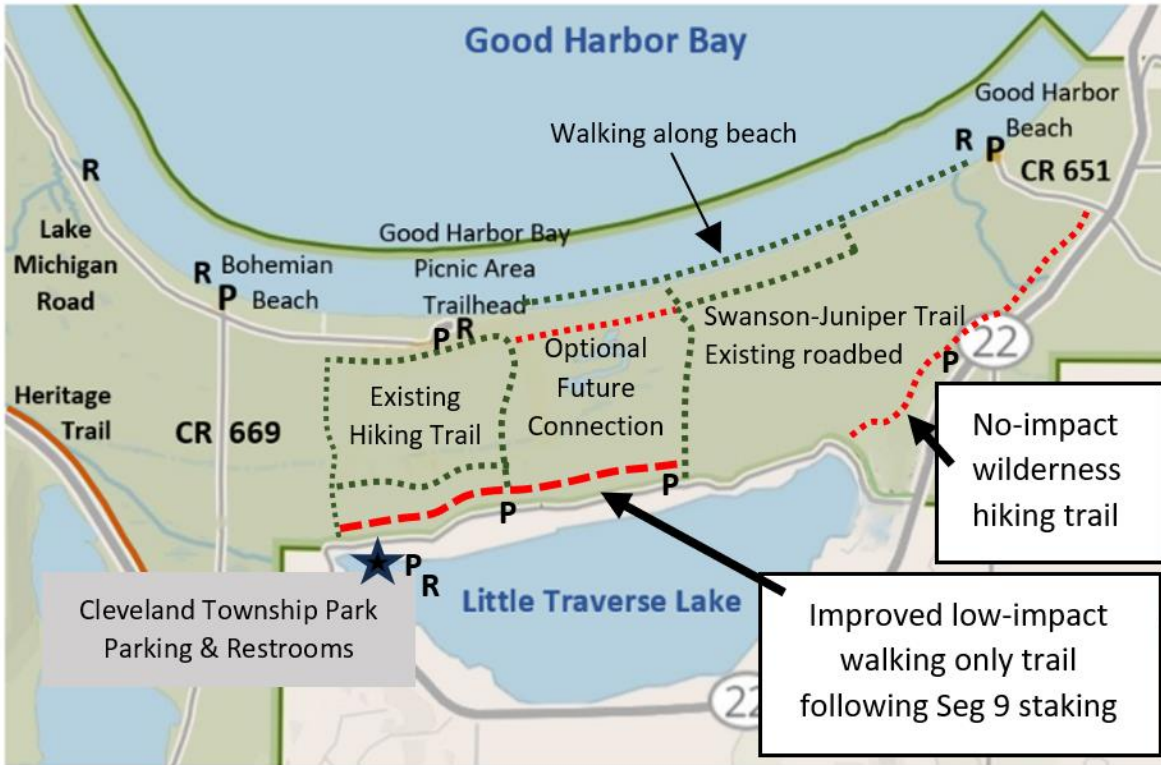 Good Harbor Bay
Good Harbor
Beach
Walking along beach
R
P
CR 651
R
Lake
Michigan
Road
Good Harbor Bay
Picnic Area
Trailhead
R
P
Bohemian
Beach
P
R
Swanson-Juniper Trail
Existing roadbed
Optional
Future
Connection
22
P
Existing
Hiking Trail
Heritage
Trail
CR 669
No-impact
wilderness
hiking trail
P
P
P
R
Cleveland Township Park
Parking & Restrooms
Little Traverse Lake
Improved low-impact
walking only trail
following Seg 9 staking
22